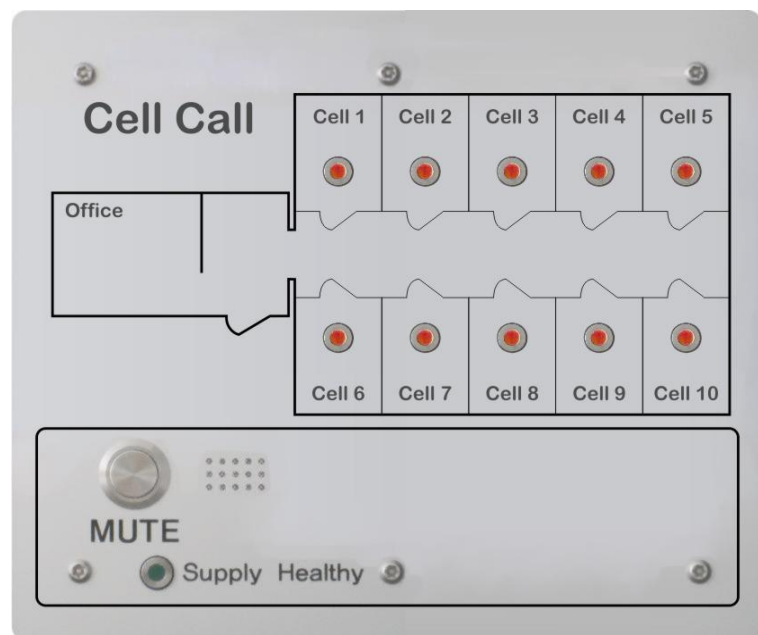 Cell Call
Cell 1 Cell 2 Cell 3 Cell 4 Cell 5
Office
Cell 6 Cell 7 Cell 8 Cell 9 Cell 10
MUTE
Supply Healthy